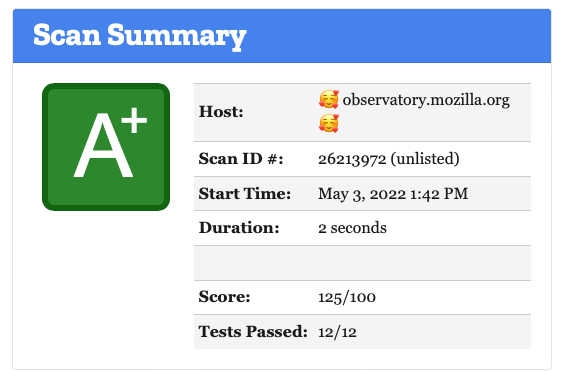 Scan Summary
A+
Host: 🥰 observatory.mozilla.org
🥰
Scan ID #: 26213972 (unlisted)
Start Time: May 3, 2022 1:42 PM
Duration: 2 seconds
Score: 125/100
Tests Passed: 12/12